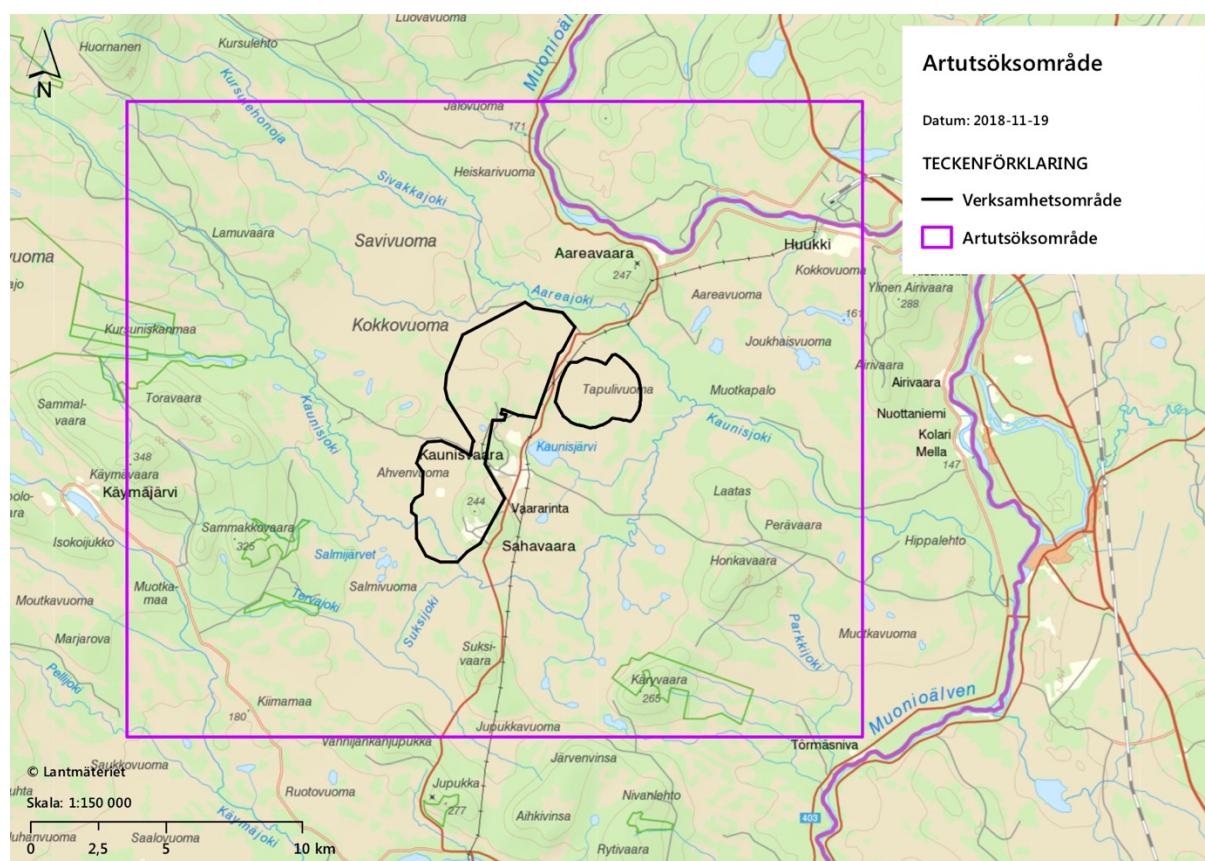 Artutsöksområde
Datum: 2018-11-19
TECKENFÖRKLARING
Verksamhetsområde
Artutsöksområde
N
Huornanen
Kursulehto
Luovavuoma
Muonioälv
Kursulehonoja
Jalovuoma
171
Heiskarivuoma
Sivakkajoki
Lamuvaara
Savivuoma
Aareavaara
247
Huukki
Kokkovuoma
Ylinen Airivaara
288
vuoma
Kursuniskanmaa
Aareajoki
Kokkovuoma
Aareavuoma
161
Joukhaisvuoma
Airivaara
Airivaara
Tapulivuoma
Muotkapalo
Nuottaniemi
Toravaara
Sammal-
vaara
Kaunisjoki
Kaunisjoki
Kolari
Mella
147
Kaunisjärvi
Kaunisvaara
348
Käymävaara
Käymäjärvi
Ahvenvuoma
244
Vaararinta
Laatas
Perävaara
Isokoijukko
Sammakkovaara
325
Salmijärvet
Sahavaara
Honkavaara
Hippalehto
Muotka-
maa
Salmivuoma
Moutkavuoma
Tervajoki
Suksijoki
Parkkijoki
Muotkavuoma
Marjarova
Suksi-
vaara
Pellijoki
Käryvaara
265
Kiimamaa
180
Muonioälven
Jupukkavuoma
Vannijänkänjupukka
Törmäsniva
Järvenvinsa
© Lantmäteriet
Saukkovuoma
Skala: 1:150 000
Ruotovuoma
Jupukka
277
Nivanlehto
Aihkivinsa
403
0 2,5 5 10 km
Saalovuoma
Käymäjoki
Rytivaara